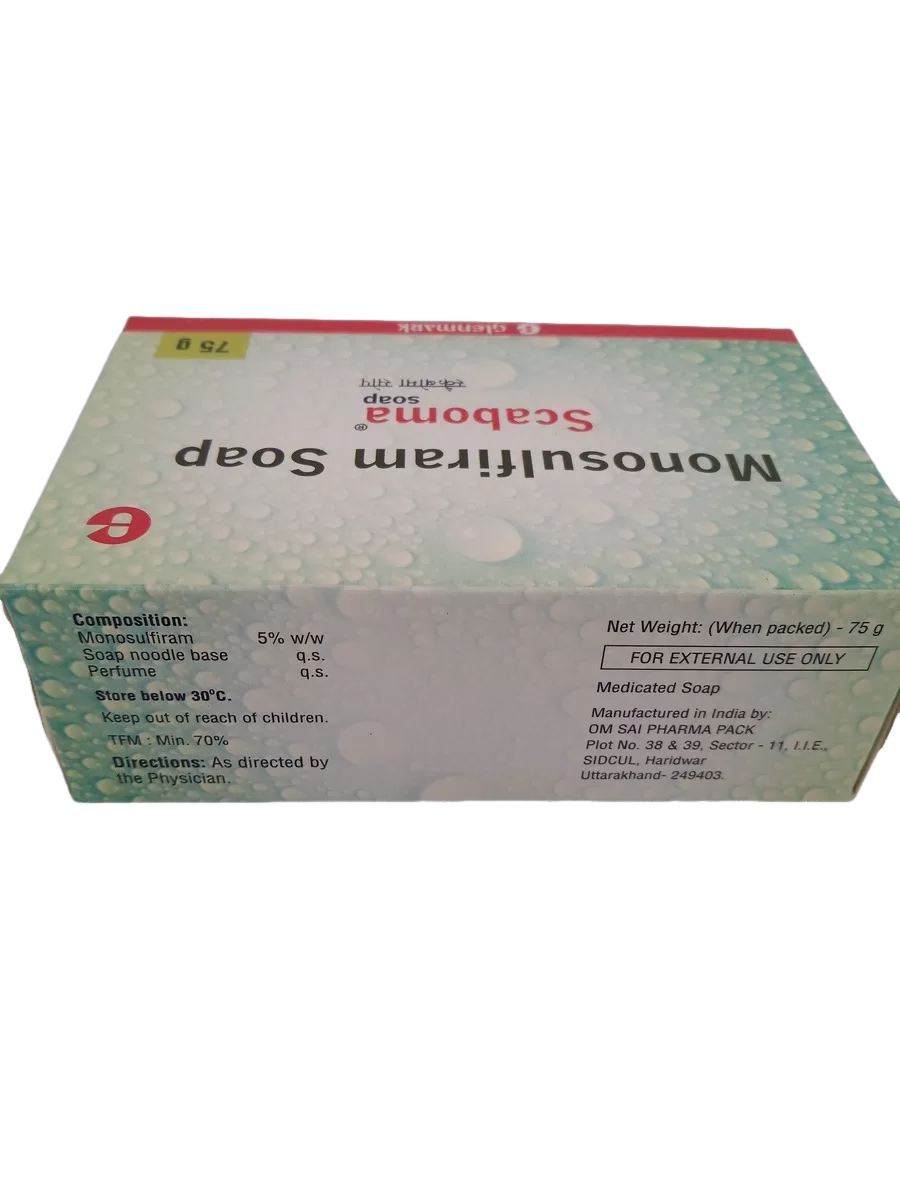 GLENMARK
75 g
Monosulfiram Soap
Scaboma®
soap
स्कैबोमा सोप
Composition:
Monosulfiram 5% w/w
Soap noodle base q.s.
Perfume q.s.
Store below 30⁰C.
Keep out of reach of children.
TFM : Min. 70%
Directions: As directed by
the Physician.
Net Weight: (When packed) - 75 g
FOR EXTERNAL USE ONLY
Medicated Soap
Manufactured in India by:
OM SAI PHARMA PACK
Plot No. 38 & 39, Sector - 11, I.I.E.,
SIDCUL, Haridwar
Uttarakhand- 249403.